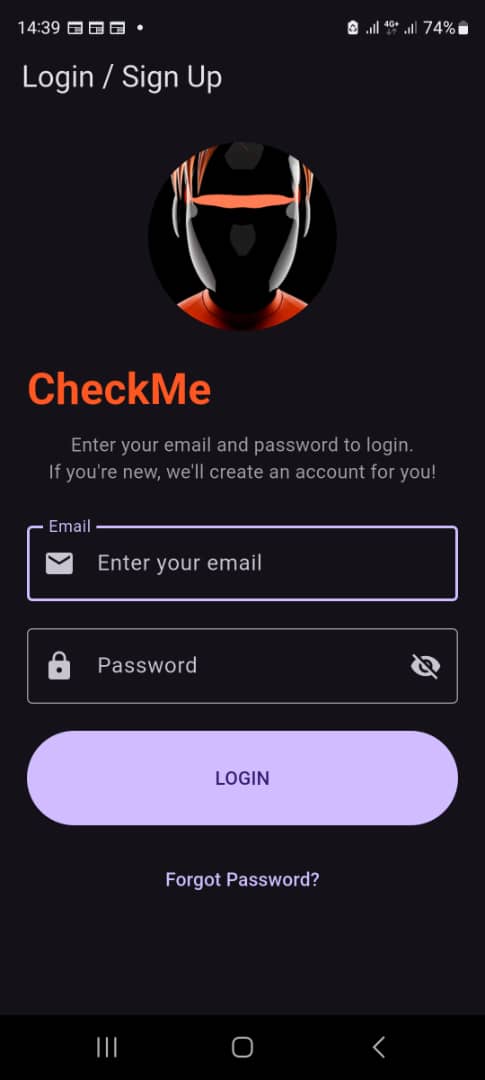 14:39
4G+
74%
Login / Sign Up
CheckMe
Enter your email and password to login.
If you're new, we'll create an account for you!
Email
Enter your email
Password
LOGIN
Forgot Password?